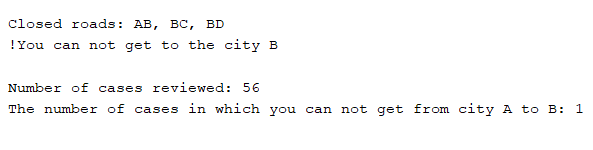 Closed roads: AB, BC, BD
!You can not get to the city B
Number of cases reviewed: 56
The number of cases in which you can not get from city A to B: 1